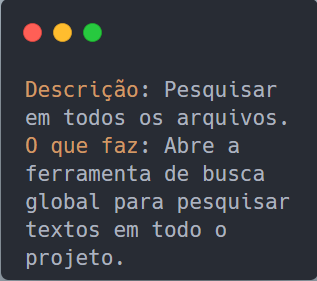 Descrição: Pesquisar
em todos os arquivos.
O que faz: Abre a
ferramenta de busca
global para pesquisar
textos em todo o
projeto.